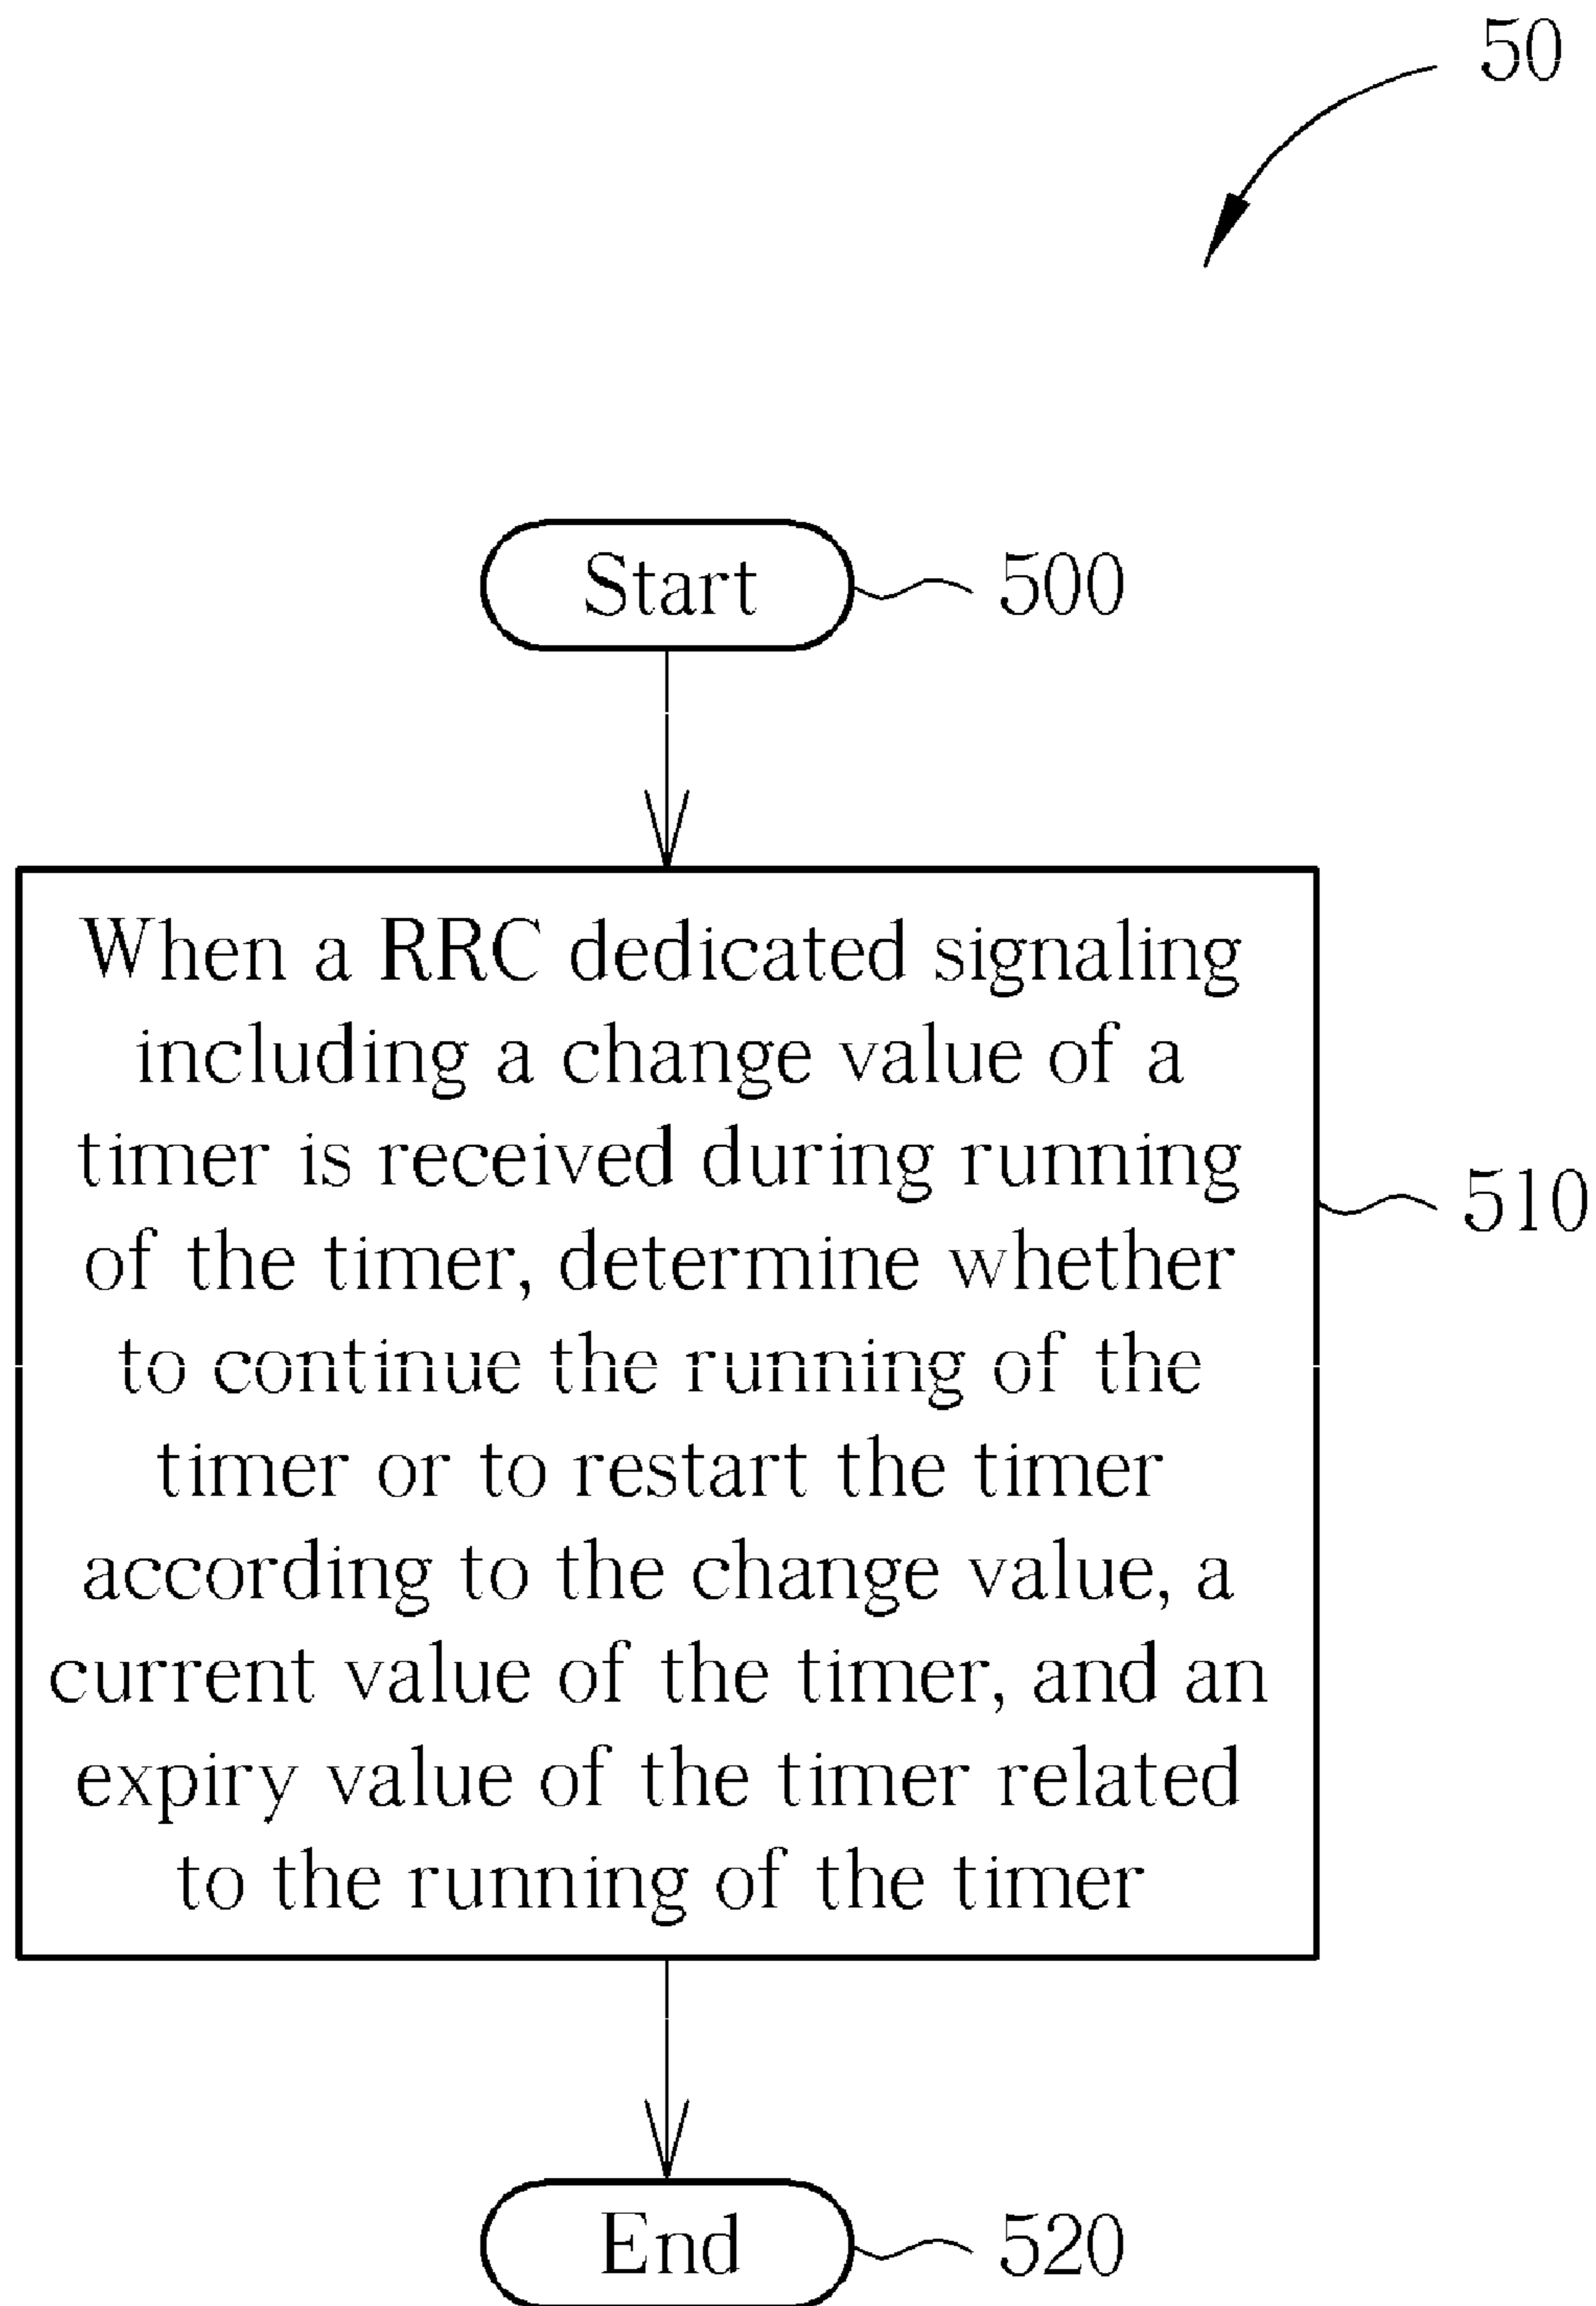 50
Start
500
When a RRC dedicated signaling
including a change value of a
timer is received during running
of the timer, determine whether
to continue the running of the
timer or to restart the timer
according to the change value, a
current value of the timer, and an
expiry value of the timer related
to the running of the timer
510
End
520